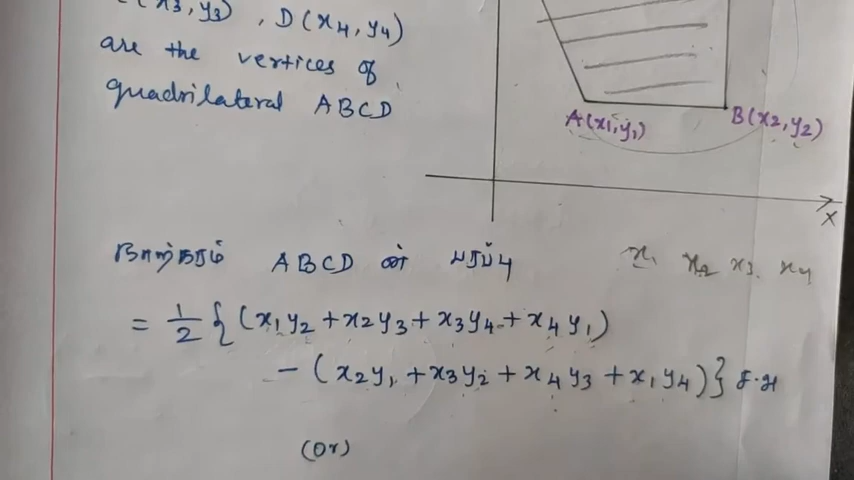 (x3, y3), D(x4, y4)
are the vertices of
quadrilateral ABCD
A(x1, y1)
B(x2, y2)
X
நாற்கரம் ABCD ன் பரப்பு
x1 x2 x3 x4
= 1/2 { (x1y2 + x2y3 + x3y4 + x4y1)
- (x2y1 + x3y2 + x4y3 + x1y4) } ச.அ
(Or)